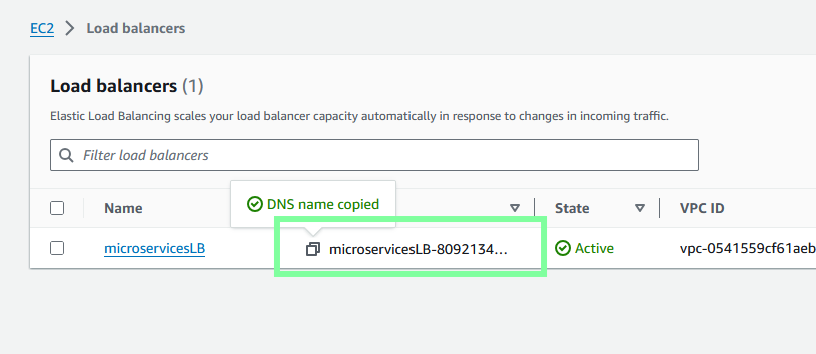 EC2 > Load balancers
Load balancers (1)
Elastic Load Balancing scales your load balancer capacity automatically in response to changes in incoming traffic.
Filter load balancers
DNS name copied
Name State VPC ID
microservicesLB microservicesLB-8092134... Active vpc-0541559cf61aeb